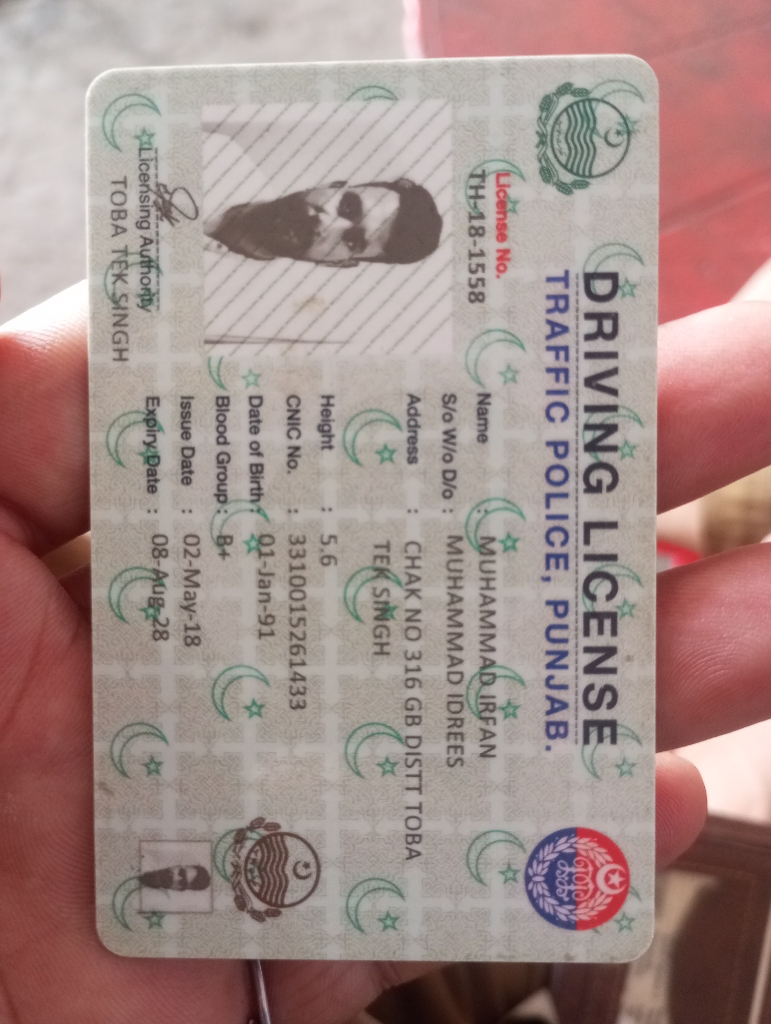 DRIVING LICENSE
TRAFFIC POLICE, PUNJAB.
License No.
TH-18-1558
Name : MUHAMMAD IRFAN
S/o W/o D/o : MUHAMMAD IDREES
Address : CHAK NO 316 GB DISTT TOBA
TEK SINGH
Height : 5.6
CNIC No. : 3310015261433
Date of Birth : 01-Jan-91
Blood Group : B+
Issue Date : 02-May-18
Expiry Date : 08-Aug-28
Licensing Authority
TOBA TEK SINGH